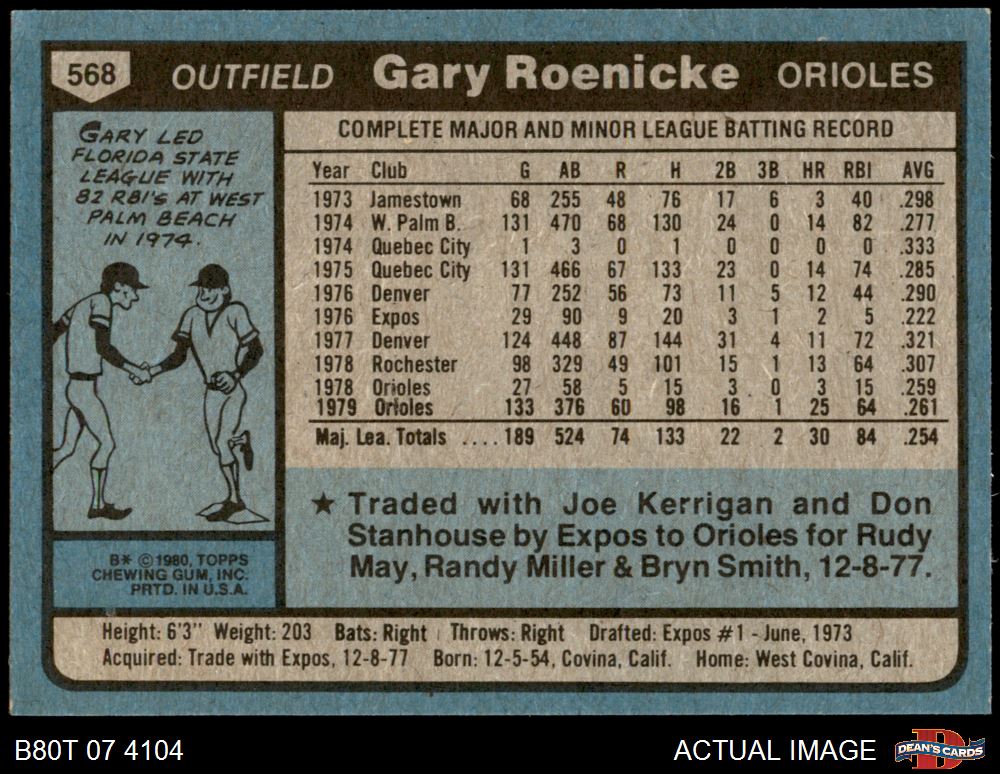 568 OUTFIELD Gary Roenicke ORIOLES
GARY LED
FLORIDA STATE
LEAGUE WITH
82 RBI'S AT WEST
PALM BEACH
IN 1974.
COMPLETE MAJOR AND MINOR LEAGUE BATTING RECORD
Year Club G AB R H 2B 3B HR RBI AVG
1973 Jamestown 68 255 48 76 17 6 3 40 .298
1974 W. Palm B. 131 470 68 130 24 0 14 82 .277
1974 Quebec City 1 3 0 1 0 0 0 0 .333
1975 Quebec City 131 466 67 133 23 0 14 74 .285
1976 Denver 77 252 56 73 11 5 12 44 .290
1976 Expos 29 90 9 20 3 1 2 5 .222
1977 Denver 124 448 87 144 31 4 11 72 .321
1978 Rochester 98 329 49 101 15 1 13 64 .307
1978 Orioles 27 58 5 15 3 0 3 15 .259
1979 Orioles 133 376 60 98 16 1 25 64 .261
Maj. Lea. Totals .... 189 524 74 133 22 2 30 84 .254
★ Traded with Joe Kerrigan and Don
Stanhouse by Expos to Orioles for Rudy
May, Randy Miller & Bryn Smith, 12-8-77.
B* © 1980, TOPPS
CHEWING GUM, INC.
PRTD. IN U.S.A.
Height: 6'3" Weight: 203 Bats: Right Throws: Right Drafted: Expos #1 - June, 1973
Acquired: Trade with Expos, 12-8-77 Born: 12-5-54, Covina, Calif. Home: West Covina, Calif.
B80T 07 4104 ACTUAL IMAGE DEAN'S CARDS